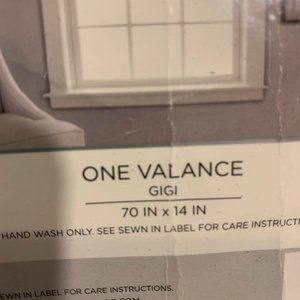 ONE VALANCE
GIGI
70 IN x 14 IN
HAND WASH ONLY. SEE SEWN IN LABEL FOR CARE INSTRUCTI
EWN IN LABEL FOR CARE INSTRUCTIONS.